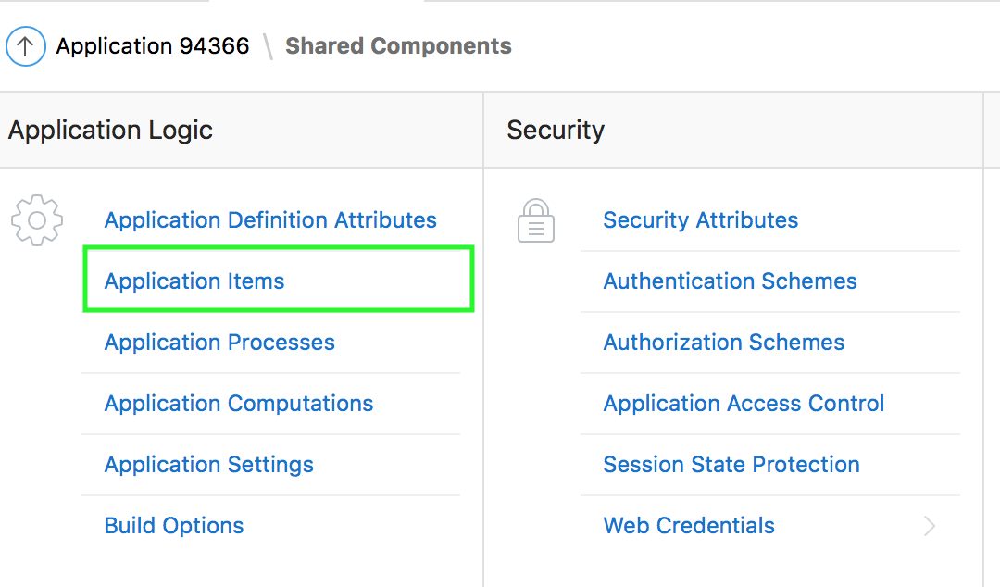 Application 94366 \ Shared Components
Application Logic
Application Definition Attributes
Application Items
Application Processes
Application Computations
Application Settings
Build Options
Security
Security Attributes
Authentication Schemes
Authorization Schemes
Application Access Control
Session State Protection
Web Credentials